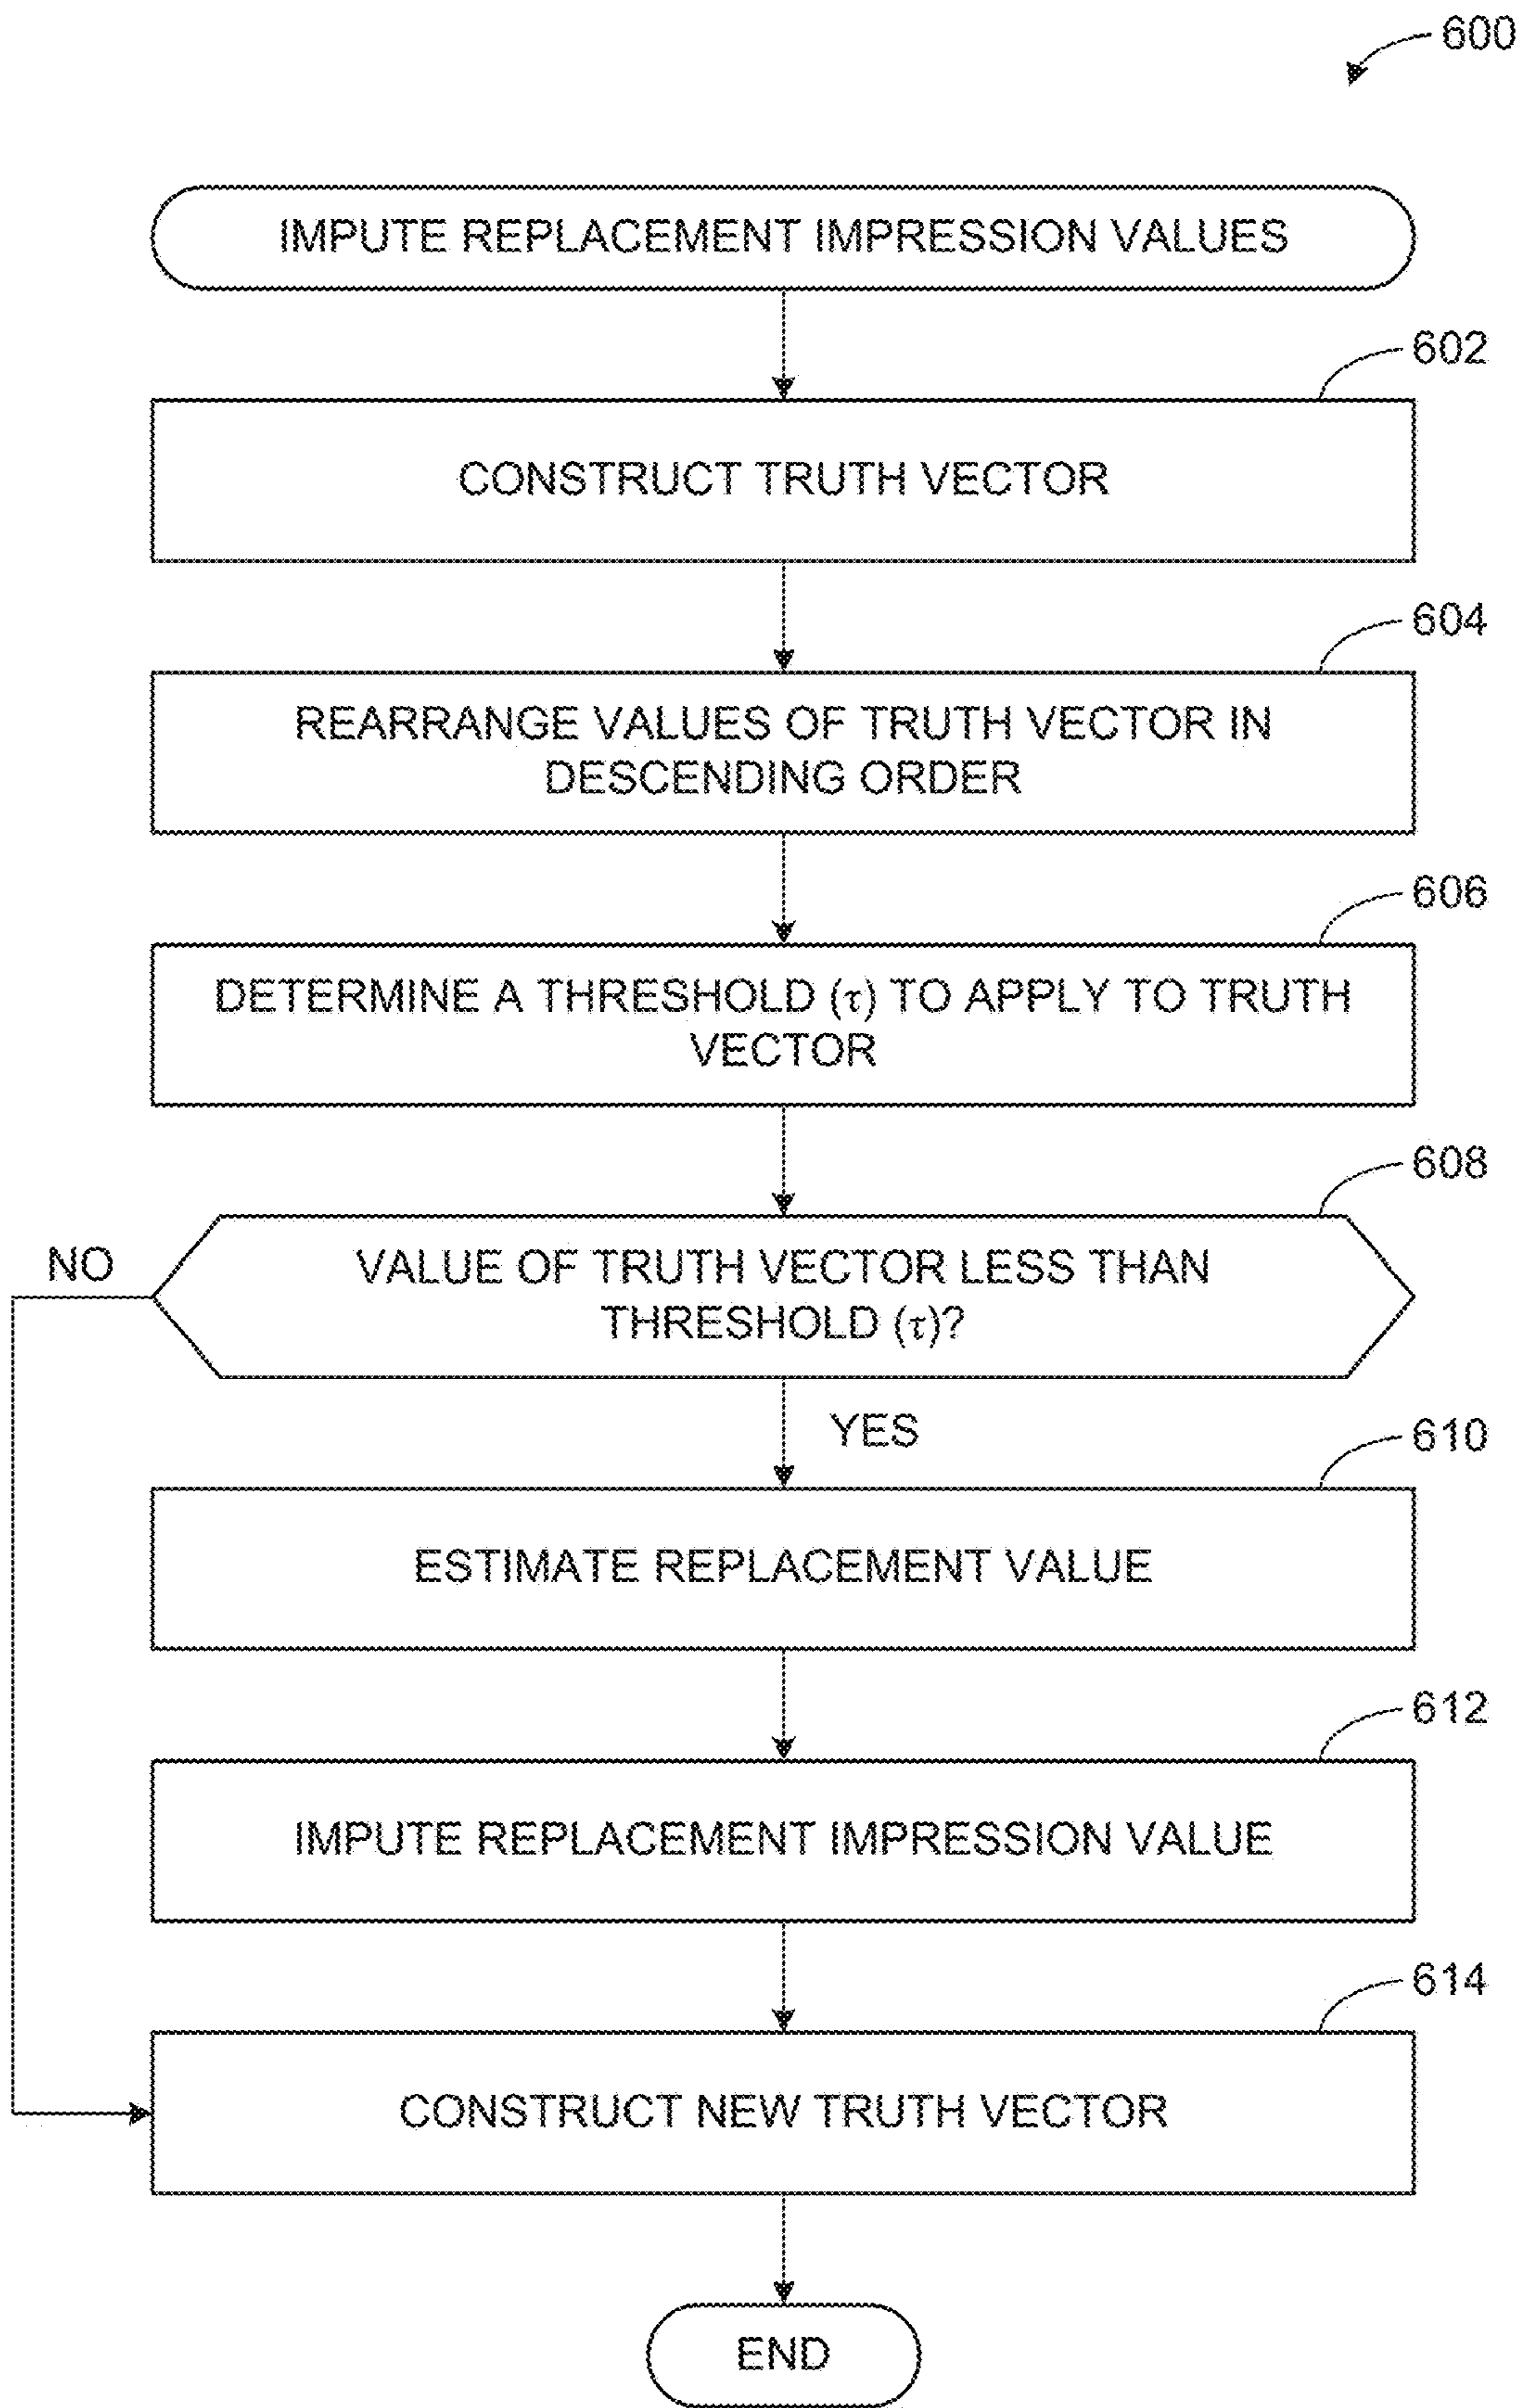 600
IMPUTE REPLACEMENT IMPRESSION VALUES
602
CONSTRUCT TRUTH VECTOR
604
REARRANGE VALUES OF TRUTH VECTOR IN
DESCENDING ORDER
606
DETERMINE A THRESHOLD (τ) TO APPLY TO TRUTH
VECTOR
608
NO
VALUE OF TRUTH VECTOR LESS THAN
THRESHOLD (τ)?
YES
610
ESTIMATE REPLACEMENT VALUE
612
IMPUTE REPLACEMENT IMPRESSION VALUE
614
CONSTRUCT NEW TRUTH VECTOR
END